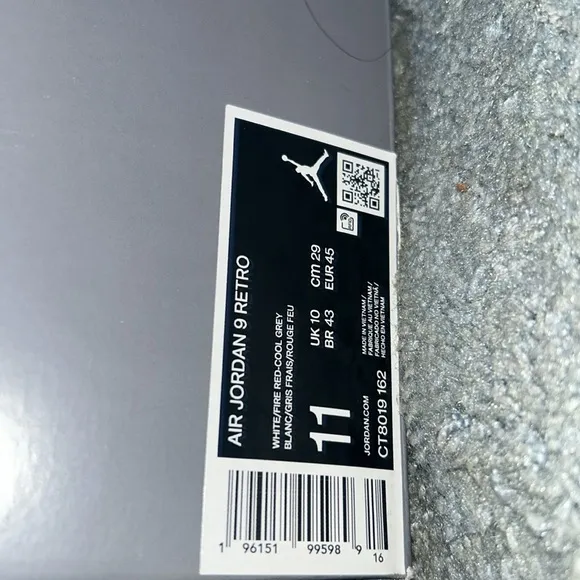 AIR JORDAN 9 RETRO
WHITE/FIRE RED-COOL GREY
BLANC/GRIS FRAIS/ROUGE FEU
11
UK 10
BR 43
cm 29
EUR 45
JORDAN.COM
CT8019 162
MADE IN VIETNAM /
FABRIQUE AU VIETNAM /
FABRICADO NO VIETNÃ /
HECHO EN VIETNAM
1 96151 99598 9 16